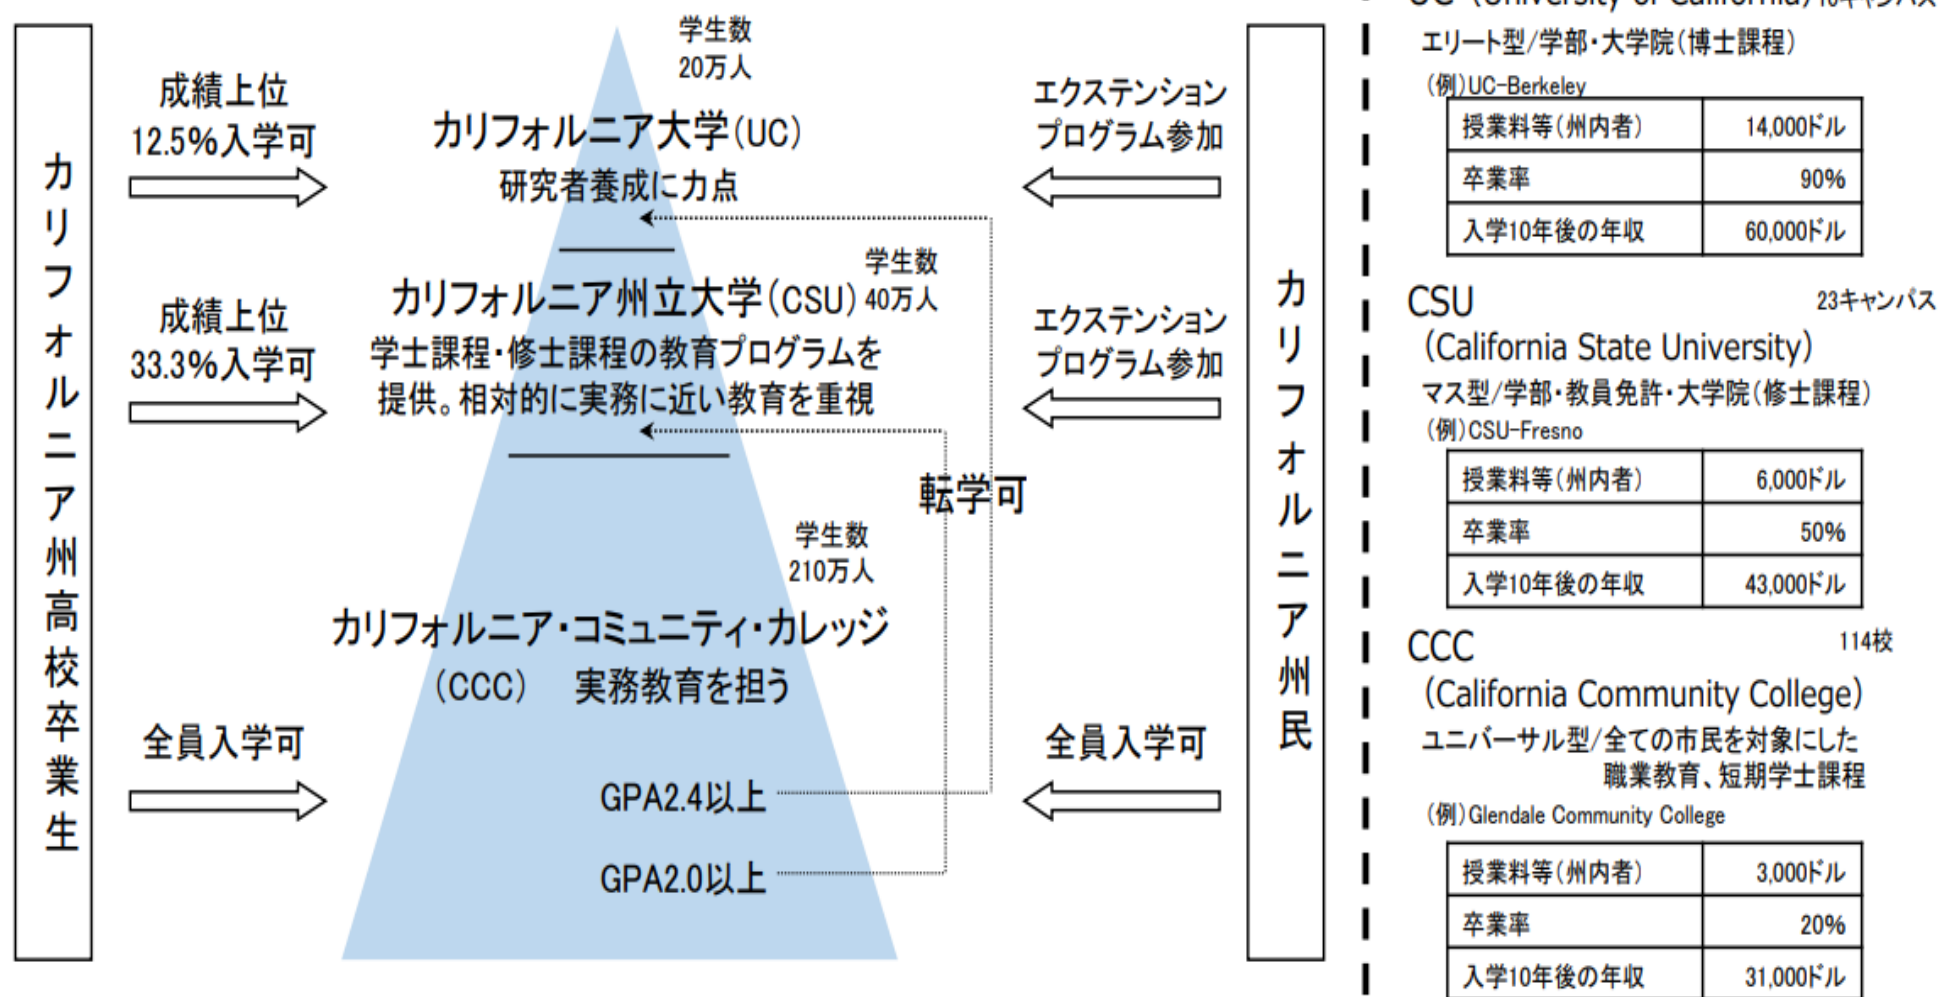 カリフォルニア州高校卒業生
成績上位
12.5%入学可
成績上位
33.3%入学可
全員入学可
学生数
20万人
カリフォルニア大学(UC)
研究者養成に力点
学生数
カリフォルニア州立大学(CSU) 40万人
学士課程・修士課程の教育プログラムを
提供。相対的に実務に近い教育を重視
転学可
学生数
210万人
カリフォルニア・コミュニティ・カレッジ
(CCC) 実務教育を担う
GPA2.4以上
GPA2.0以上
エクステンション
プログラム参加
エクステンション
プログラム参加
全員入学可
カリフォルニア州民
UC (University of California) 10キャンパス
エリート型/学部・大学院(博士課程)
(例)UC-Berkeley
授業料等(州内者) 14,000ドル
卒業率 90%
入学10年後の年収 60,000ドル
CSU 23キャンパス
(California State University)
マス型/学部・教員免許・大学院(修士課程)
(例)CSU-Fresno
授業料等(州内者) 6,000ドル
卒業率 50%
入学10年後の年収 43,000ドル
CCC 114校
(California Community College)
ユニバーサル型/全ての市民を対象にした
職業教育、短期学士課程
(例)Glendale Community College
授業料等(州内者) 3,000ドル
卒業率 20%
入学10年後の年収 31,000ドル